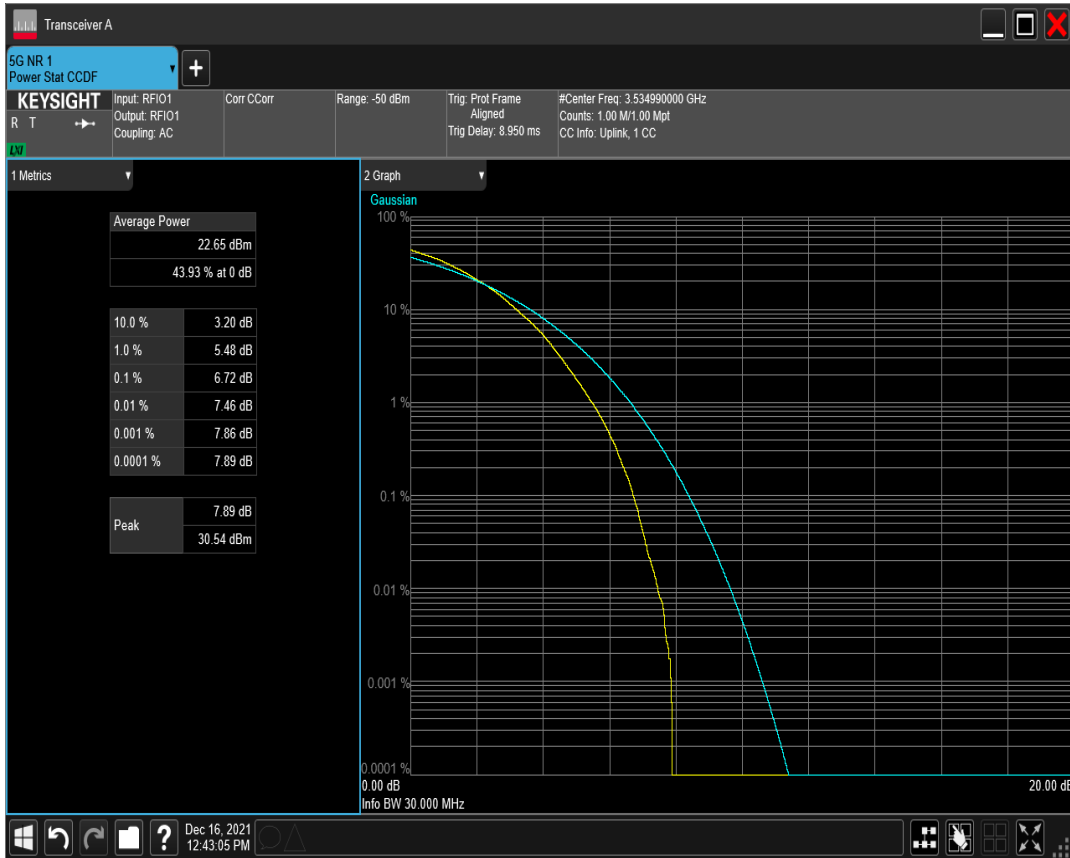 Transceiver A
5G NR 1
Power Stat CCDF
KEYSIGHT
R T
LXI
Input: RFIO1
Output: RFIO1
Coupling: AC
Corr CCorr
Range: -50 dBm
Trig: Prot Frame
Aligned
Trig Delay: 8.950 ms
#Center Freq: 3.534990000 GHz
Counts: 1.00 M/1.00 Mpt
CC Info: Uplink, 1 CC
1 Metrics
Average Power
22.65 dBm
43.93 % at 0 dB
10.0 % 3.20 dB
1.0 % 5.48 dB
0.1 % 6.72 dB
0.01 % 7.46 dB
0.001 % 7.86 dB
0.0001 % 7.89 dB
Peak
7.89 dB
30.54 dBm
2 Graph
Gaussian
100 %
10 %
1 %
0.1 %
0.01 %
0.001 %
0.0001 %
0.00 dB 20.00 dB
Info BW 30.000 MHz
?
Dec 16, 2021
12:43:05 PM